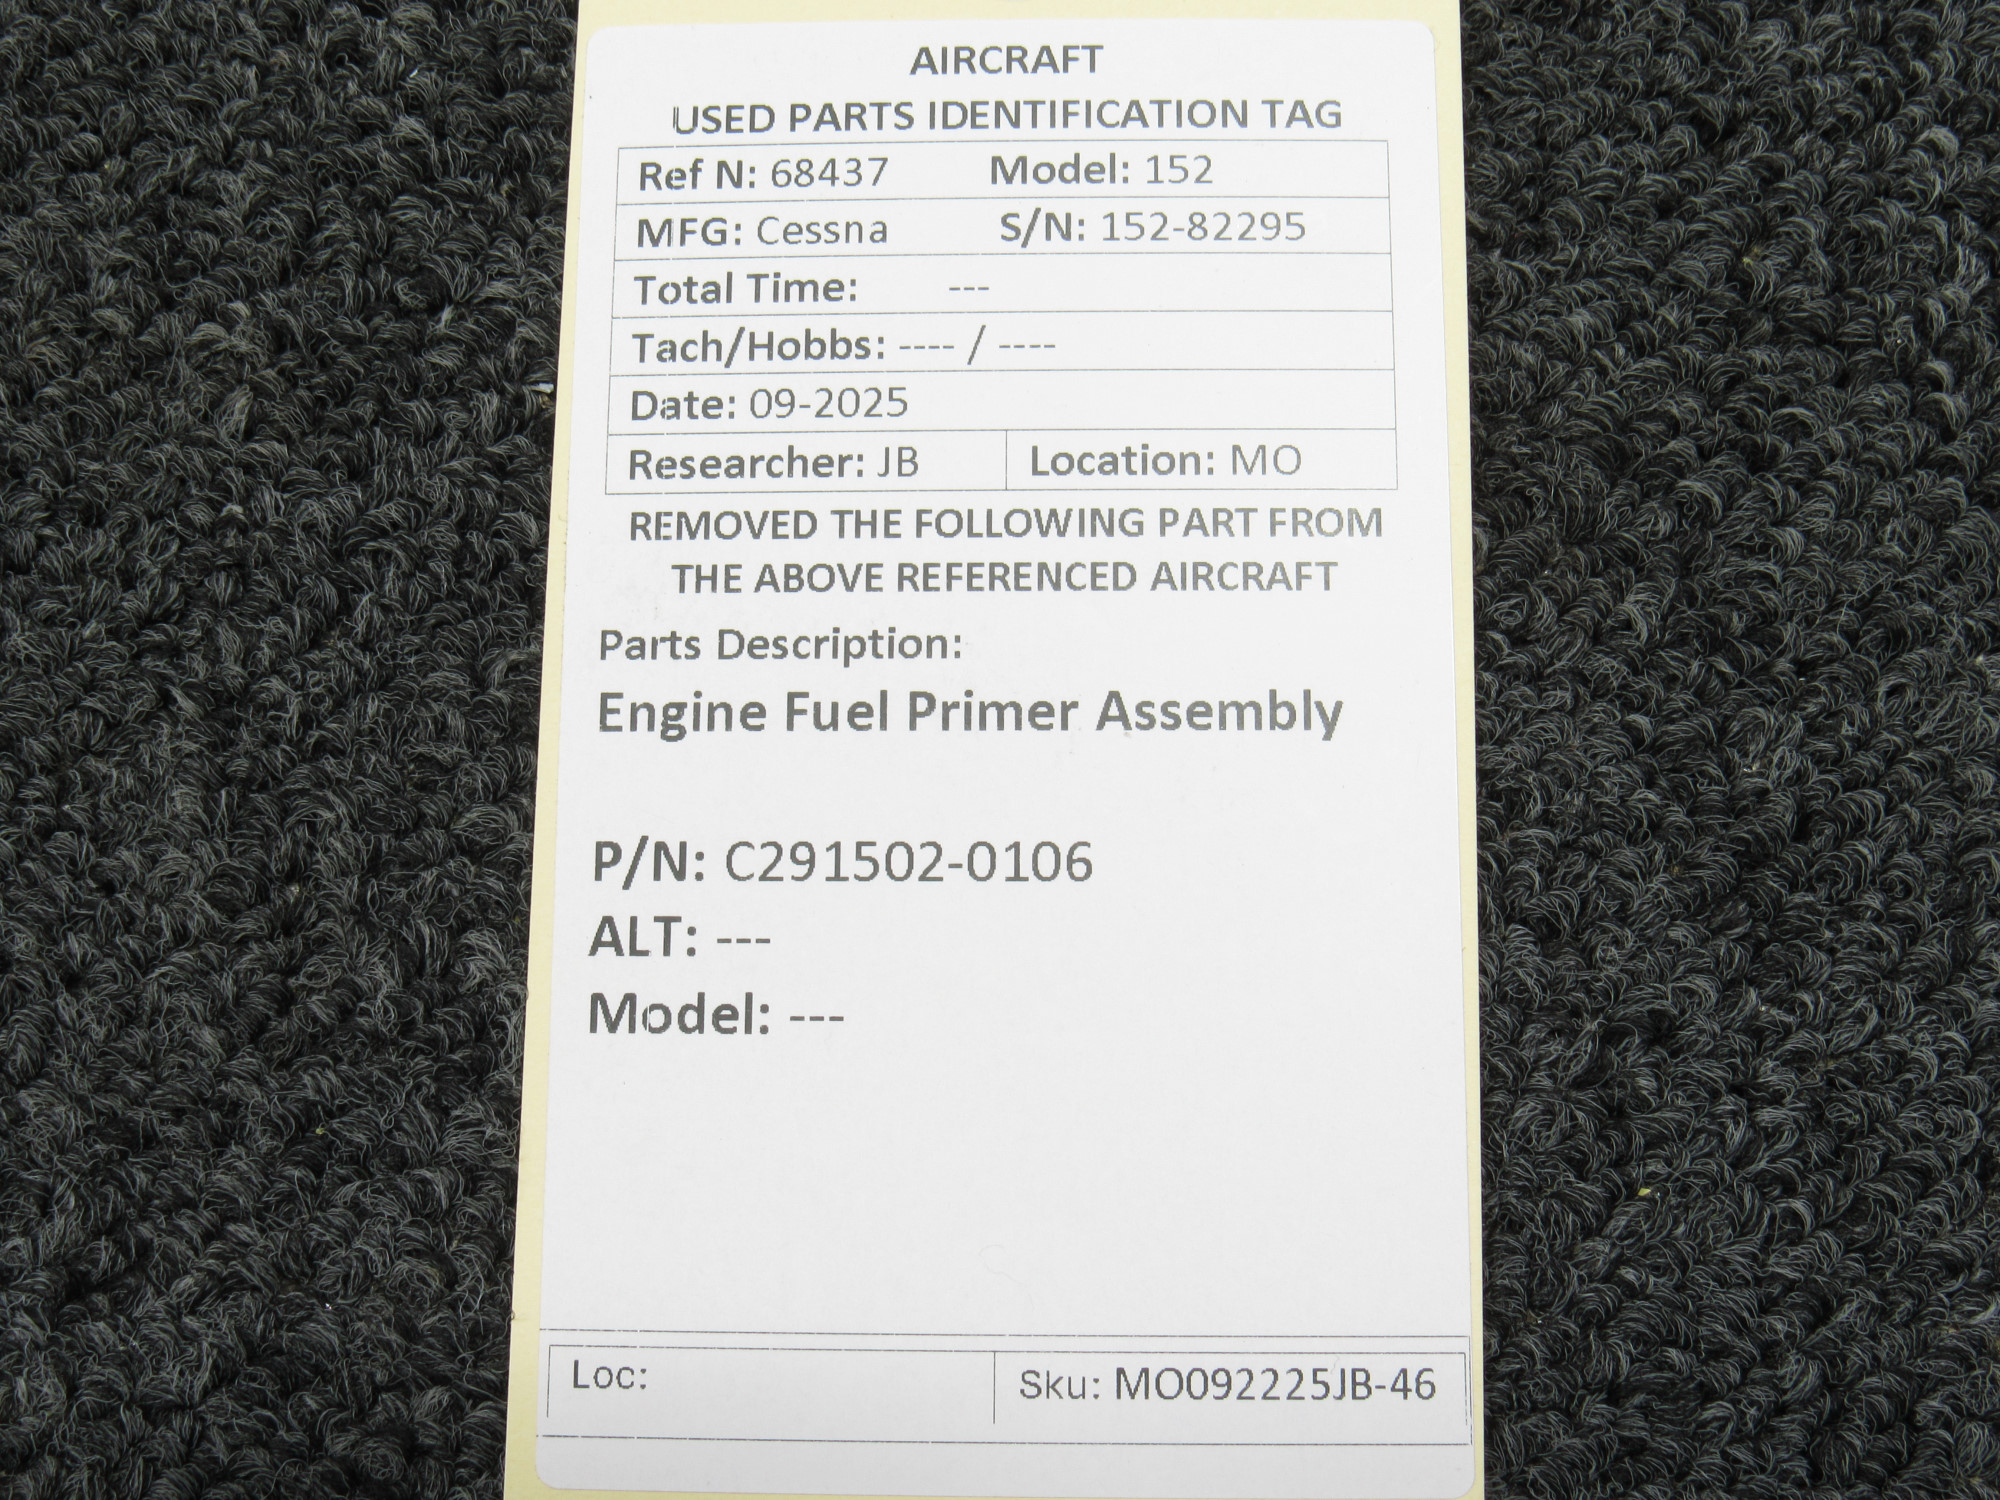 AIRCRAFT
USED PARTS IDENTIFICATION TAG
Ref N: 68437 Model: 152
MFG: Cessna S/N: 152-82295
Total Time: ---
Tach/Hobbs: ---- / ----
Date: 09-2025
Researcher: JB Location: MO
REMOVED THE FOLLOWING PART FROM
THE ABOVE REFERENCED AIRCRAFT
Parts Description:
Engine Fuel Primer Assembly
P/N: C291502-0106
ALT: ---
Model: ---
Loc: Sku: MO092225JB-46